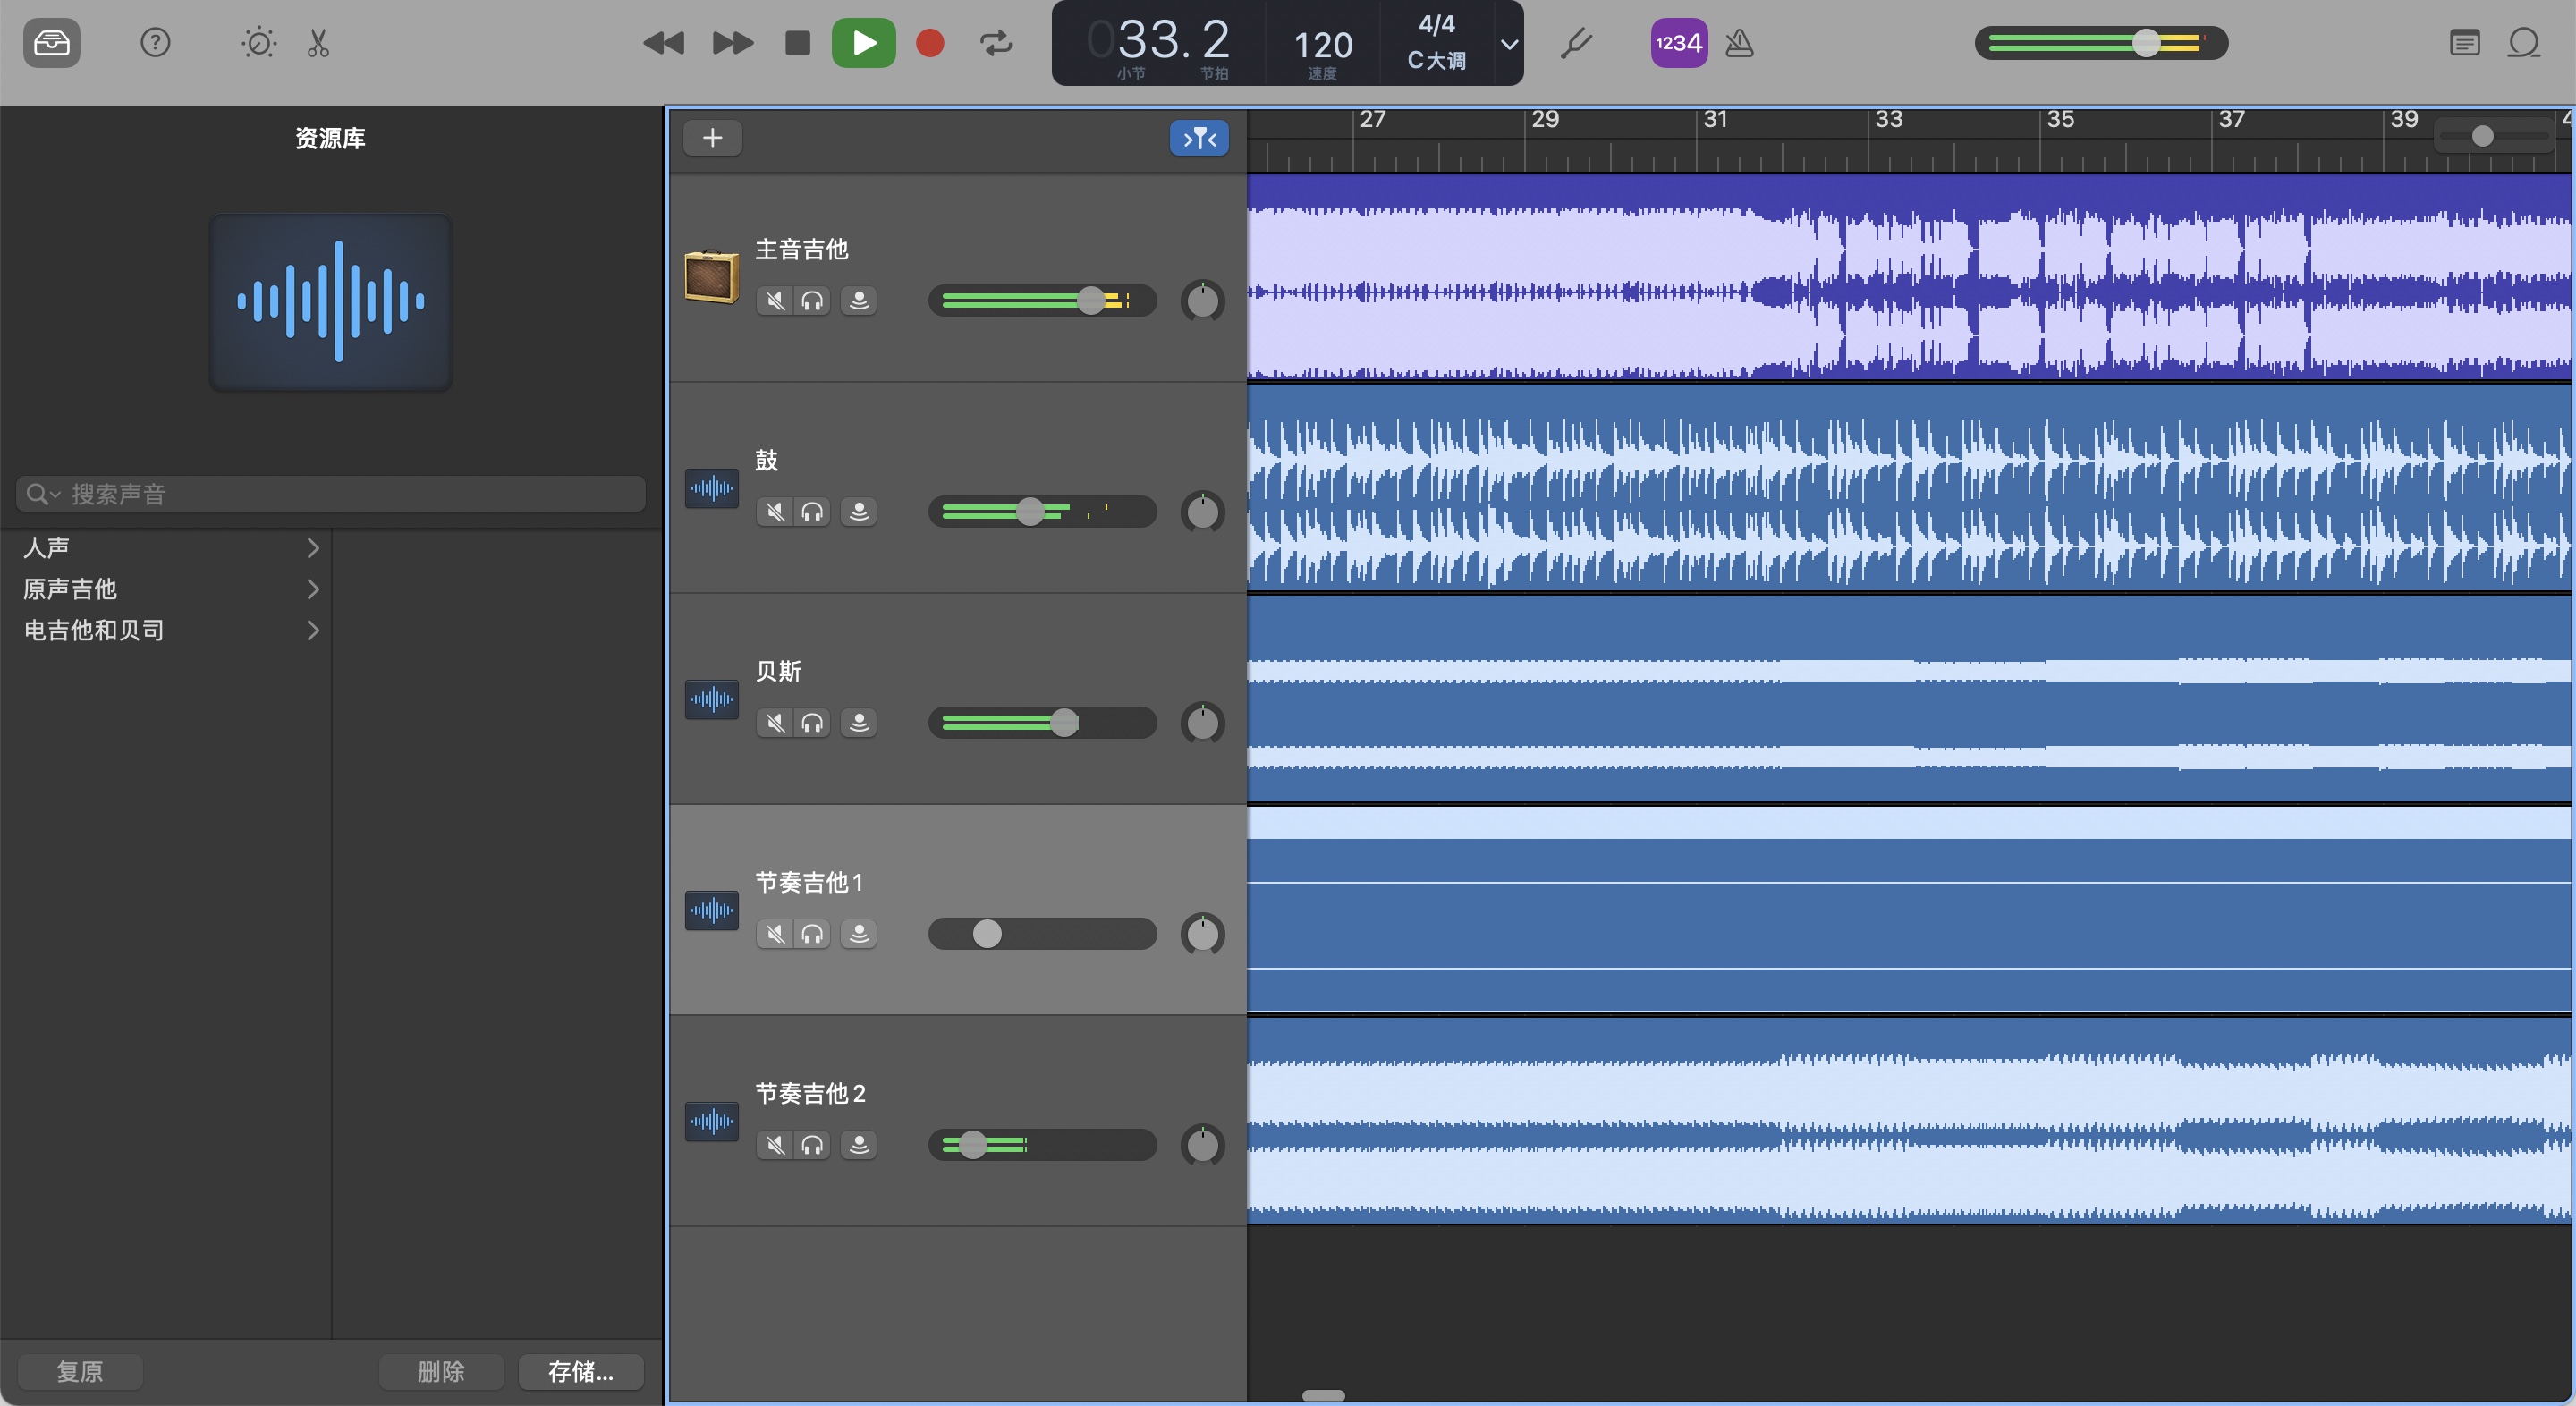 033. 2
小节 节拍
120
速度
4/4
C大调
1234
资源库
搜索声音
人声
原声吉他
电吉他和贝司
复原
删除
存储...
27 29 31 33 35 37 39 4
主音吉他
鼓
贝斯
节奏吉他1
节奏吉他2